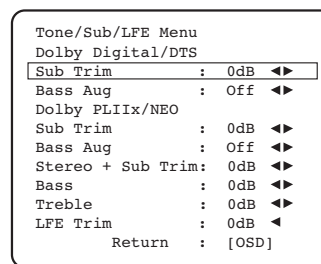 Tone/Sub/LFE Menu
Dolby Digital/DTS
Sub Trim : 0dB ◀▶
Bass Aug : Off ◀▶
Dolby PLIIx/NEO
Sub Trim : 0dB ◀▶
Bass Aug : Off ◀▶
Stereo + Sub Trim: 0dB ◀▶
Bass : 0dB ◀▶
Treble : 0dB ◀▶
LFE Trim : 0dB ◀
Return : [OSD]